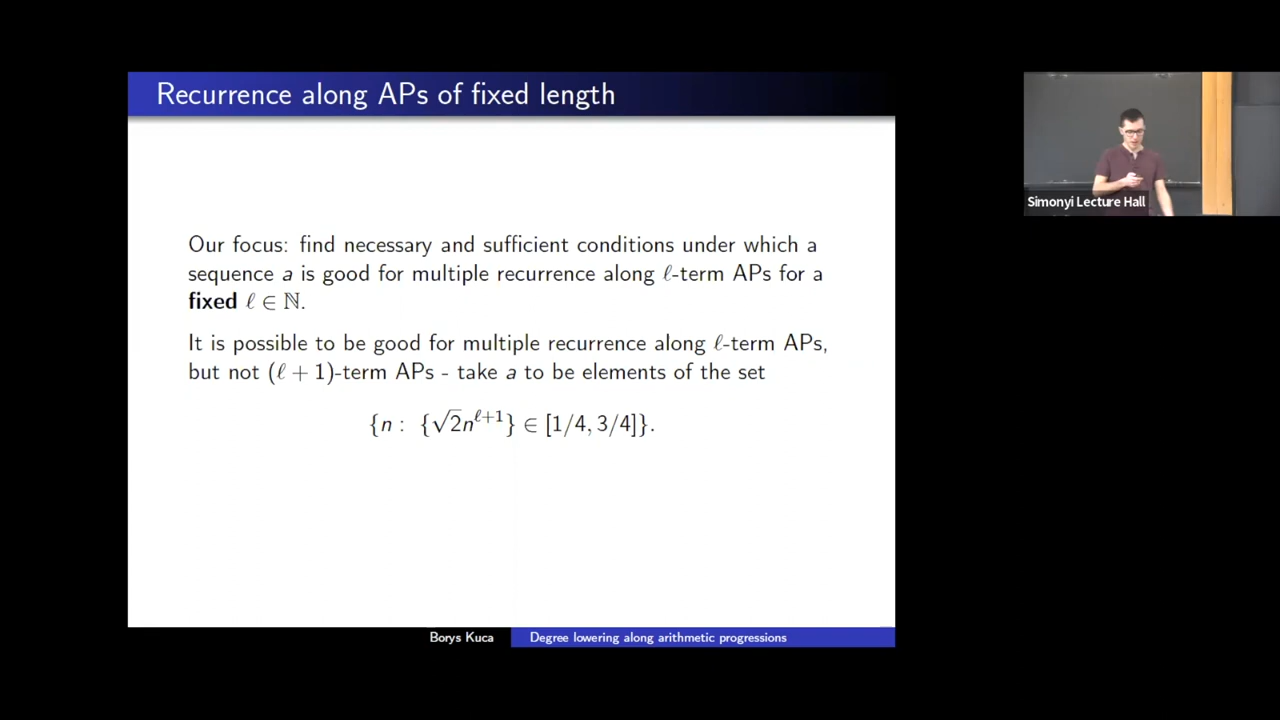 Recurrence along APs of fixed length
Our focus: find necessary and sufficient conditions under which a
sequence a is good for multiple recurrence along ℓ-term APs for a
fixed ℓ ∈ ℕ.
It is possible to be good for multiple recurrence along ℓ-term APs,
but not (ℓ + 1)-term APs - take a to be elements of the set
{n : {√2n^{ℓ+1}} ∈ [1/4, 3/4]}.
Borys Kuca
Degree lowering along arithmetic progressions
Simonyi Lecture Hall